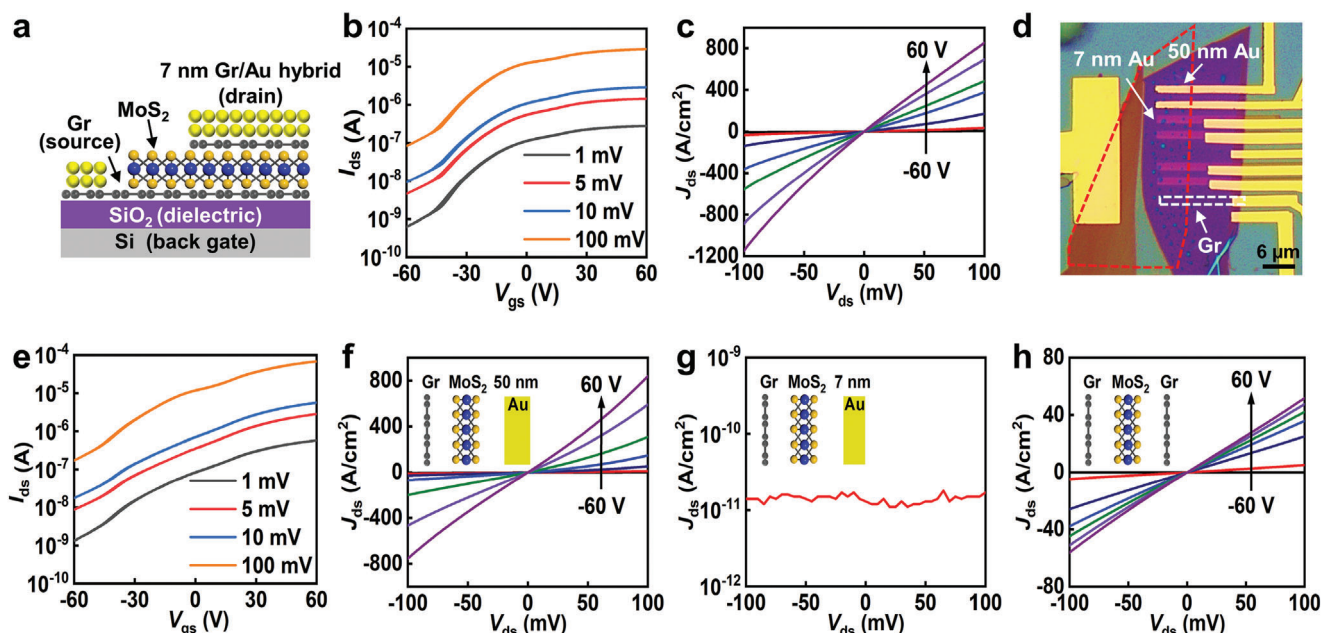 a
7 nm Gr/Au hybrid
(drain)
MoS2
Gr
(source)
SiO2 (dielectric)
Si (back gate)
b
Ids (A)
10-4
10-5
10-6
10-7
10-8
10-9
10-10
1 mV
5 mV
10 mV
100 mV
-60 -30 0 30 60
Vgs (V)
c
Jds (A/cm2)
800
400
0
-400
-800
-1200
60 V
-60 V
-100 -50 0 50 100
Vds (mV)
d
50 nm Au
7 nm Au
Gr
6 μm
e
Ids (A)
10-4
10-5
10-6
10-7
10-8
10-9
10-10
1 mV
5 mV
10 mV
100 mV
-60 -30 0 30 60
Vgs (V)
f
Jds (A/cm2)
800
400
0
-400
-800
Gr MoS2 50 nm
Au
60 V
-60 V
-100 -50 0 50 100
Vds (mV)
g
Jds (A/cm2)
10-9
10-10
10-11
10-12
Gr MoS2 7 nm
Au
-100 -50 0 50 100
Vds (mV)
h
Jds (A/cm2)
80
40
0
-40
-80
Gr MoS2 Gr
60 V
-60 V
-100 -50 0 50 100
Vds (mV)